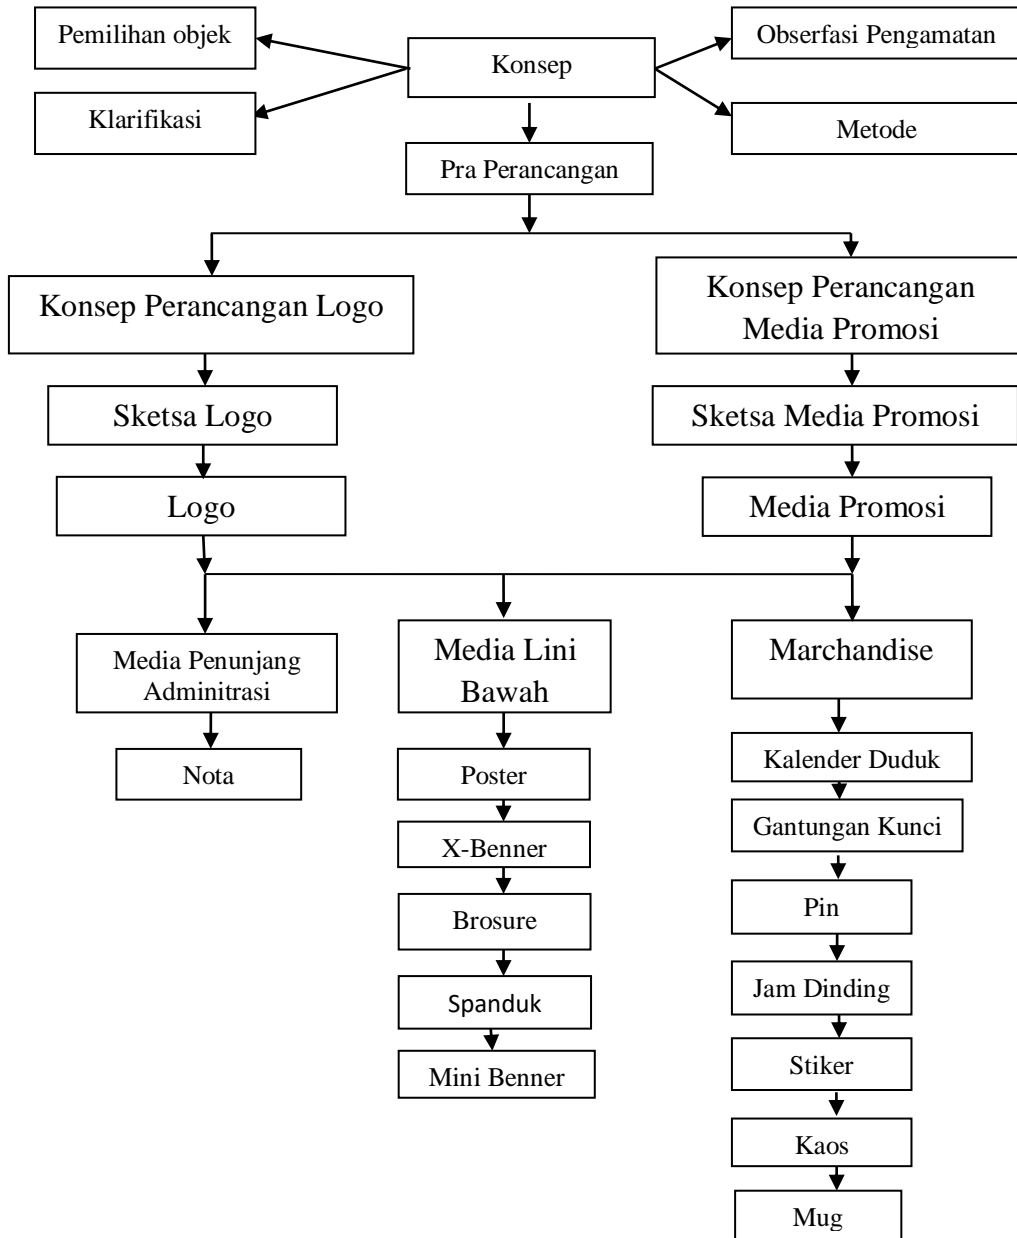 Pemilihan objek
Konsep
Obserfasi Pengamatan
Klarifikasi
Metode
Pra Perancangan
Konsep Perancangan Logo
Konsep Perancangan
Media Promosi
Sketsa Logo
Sketsa Media Promosi
Logo
Media Promosi
Media Penunjang
Adminitrasi
Media Lini
Bawah
Marchandise
Nota
Poster
X-Benner
Brosure
Spanduk
Mini Benner
Kalender Duduk
Gantungan Kunci
Pin
Jam Dinding
Stiker
Kaos
Mug